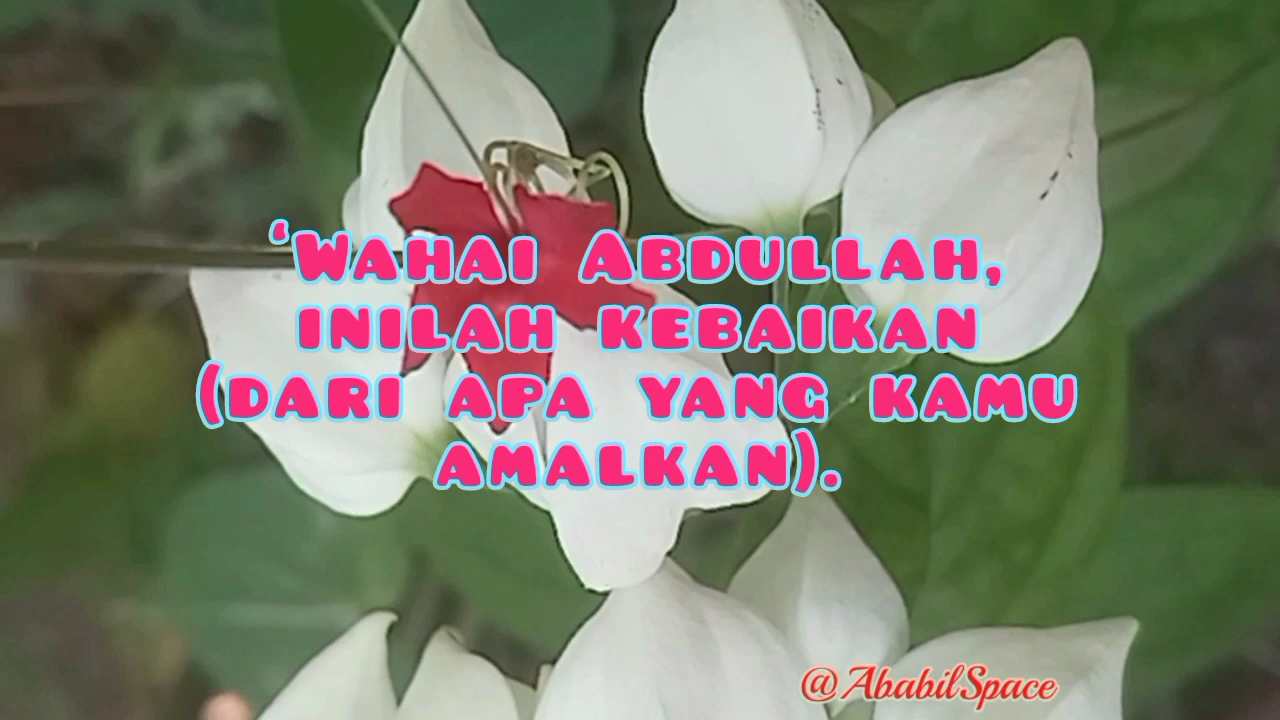 ‘Wahai Abdullah,
inilah kebaikan
(dari apa yang kamu
amalkan).
@AbabilSpace